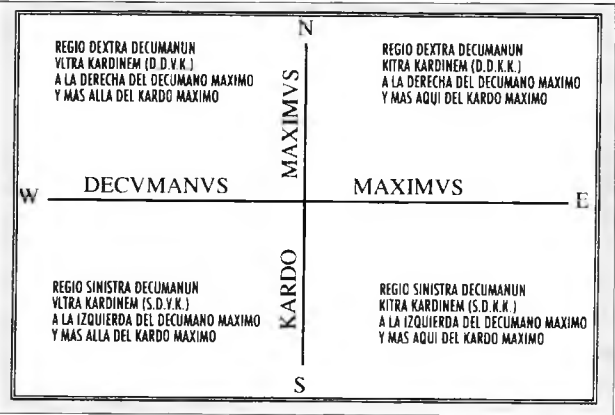 N
REGIO DEXTRA DECUMANUN
VLTRA KARDINEM (D.D.V.K.)
A LA DERECHA DEL DECUMANO MAXIMO
Y MAS ALLA DEL KARDO MAXIMO
REGIO DEXTRA DECUMANUN
KITRA KARDINEM (D.D.K.K.)
A LA DERECHA DEL DECUMANO MAXIMO
Y MAS AQUI DEL KARDO MAXIMO
MAXIMVS
W
DECVMANVS MAXIMVS
E
KARDO
REGIO SINISTRA DECUMANUN
VLTRA KARDINEM (S.D.V.K.)
A LA IZQUIERDA DEL DECUMANO MAXIMO
Y MAS ALLA DEL KARDO MAXIMO
REGIO SINISTRA DECUMANUN
KITRA KARDINEM (S.D.K.K.)
A LA IZQUIERDA DEL DECUMANO MAXIMO
Y MAS AQUI DEL KARDO MAXIMO
S